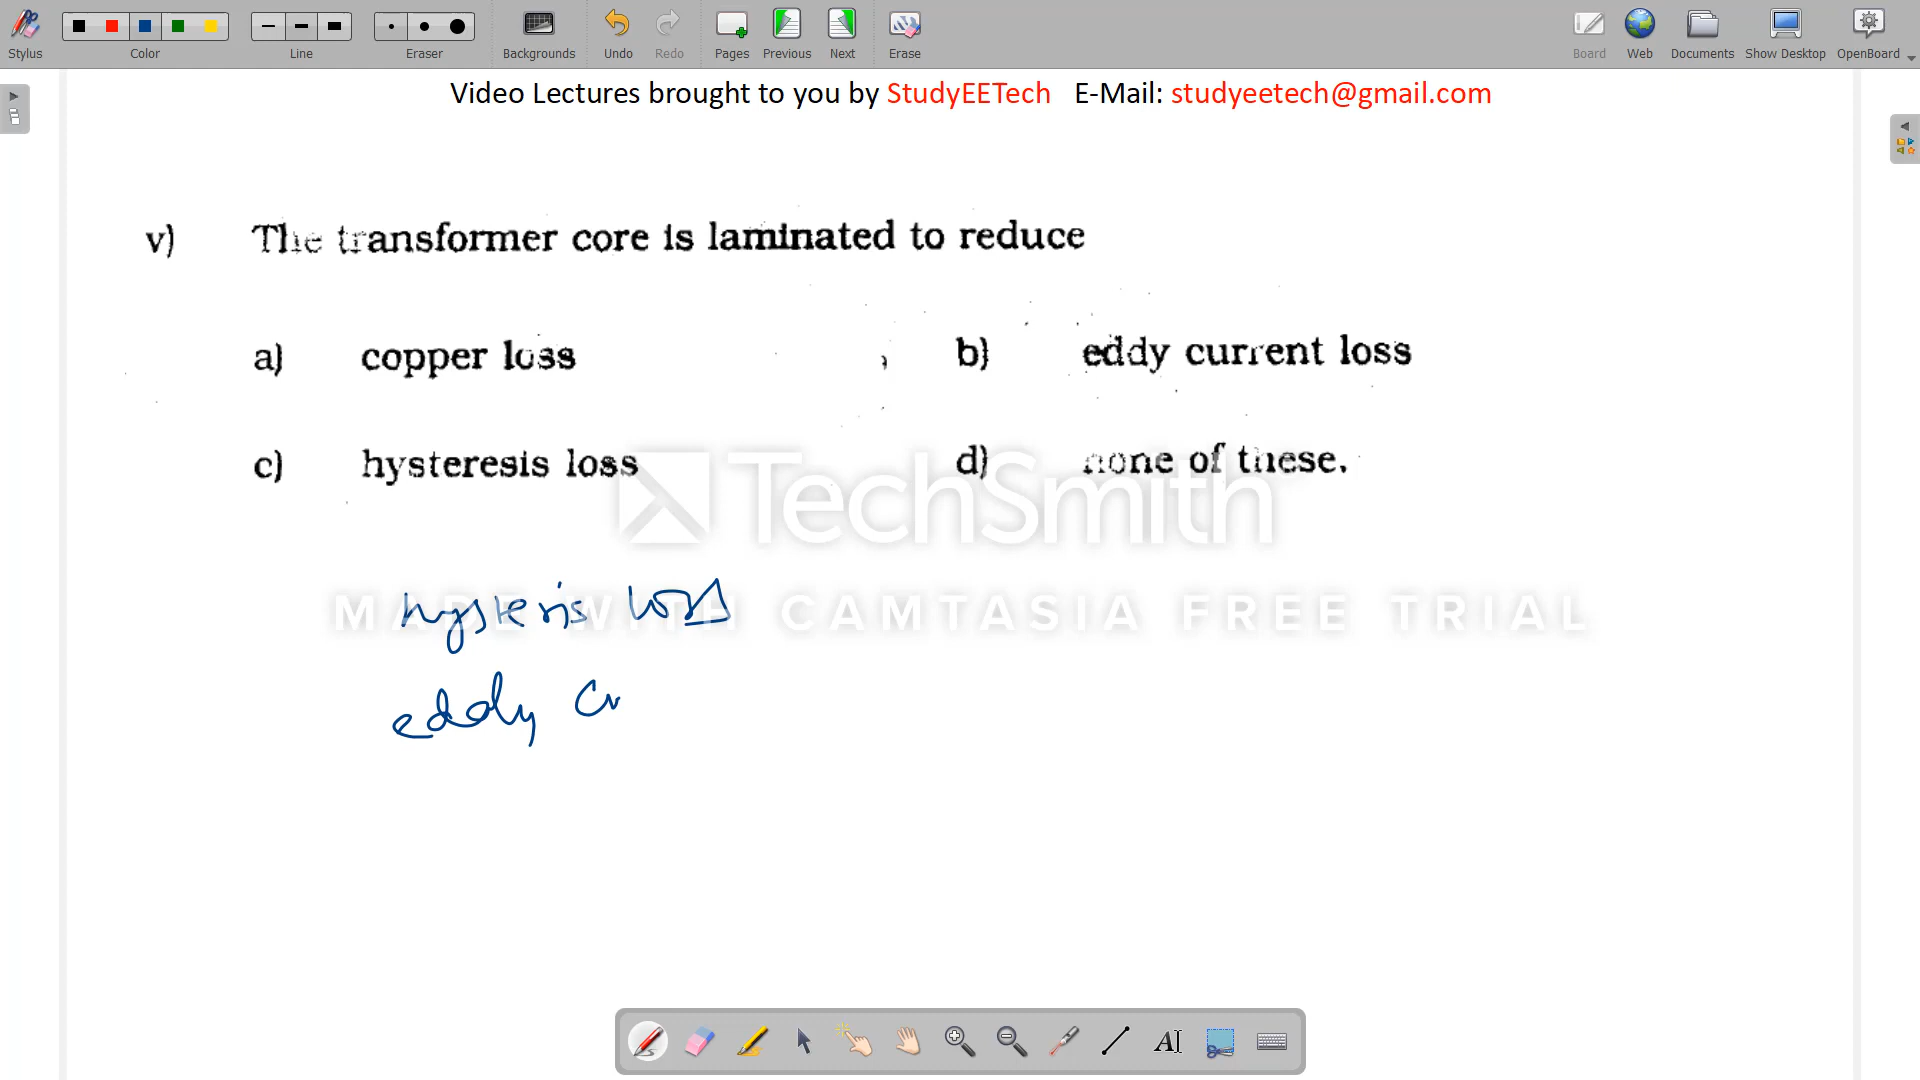 Stylus Color Line Eraser Backgrounds Undo Redo Pages Previous Next Erase Board Web Documents Show Desktop OpenBoard
Video Lectures brought to you by StudyEETech E-Mail: studyeetech@gmail.com
v) The transformer core is laminated to reduce
a) copper loss b) eddy current loss
c) hysteresis loss d) none of these.
TechSmith
MADE WITH CAMTASIA FREE TRIAL
hysteris loss
eddy cu